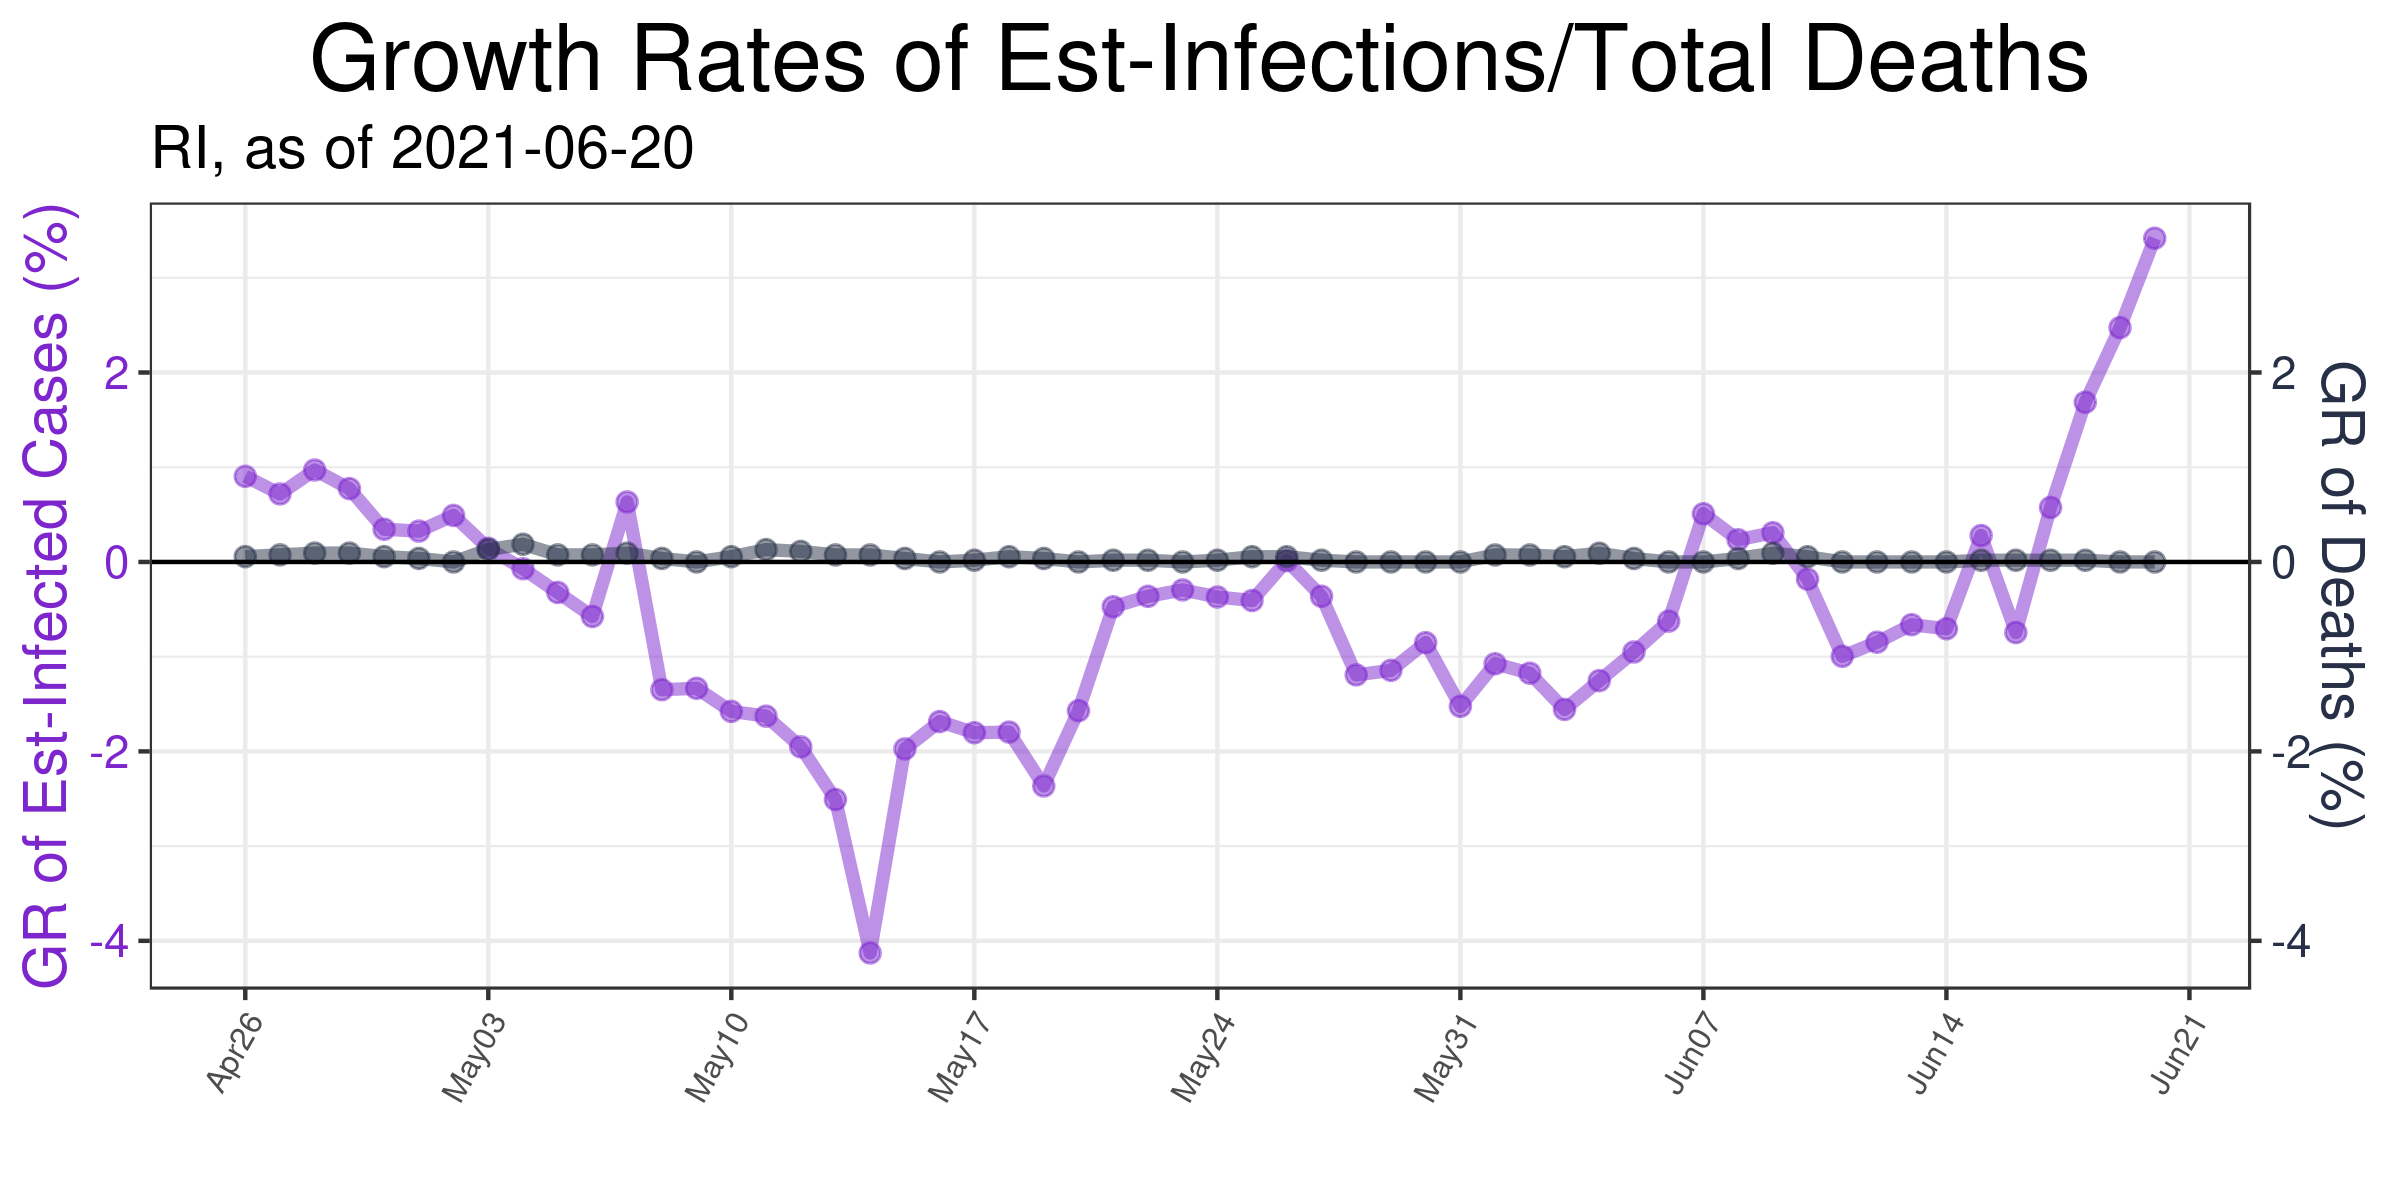 Growth Rates of Est-Infections/Total Deaths
RI, as of 2021-06-20
GR of Est-Infected Cases (%)
2
0
-2
-4
2
0
-2
-4
GR of Deaths (%)
Apr26
May03
May10
May17
May24
May31
Jun07
Jun14
Jun21